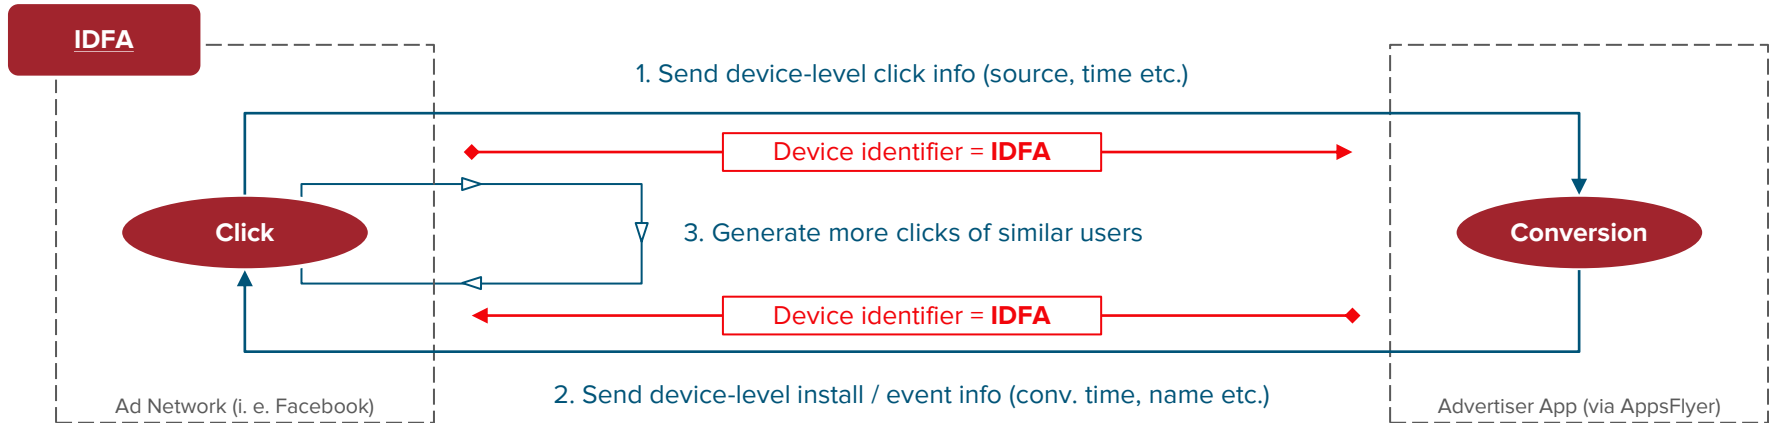 IDFA
1. Send device-level click info (source, time etc.)
Device identifier = IDFA
Click
3. Generate more clicks of similar users
Conversion
Device identifier = IDFA
2. Send device-level install / event info (conv. time, name etc.)
Ad Network (i. e. Facebook)
Advertiser App (via AppsFlyer)